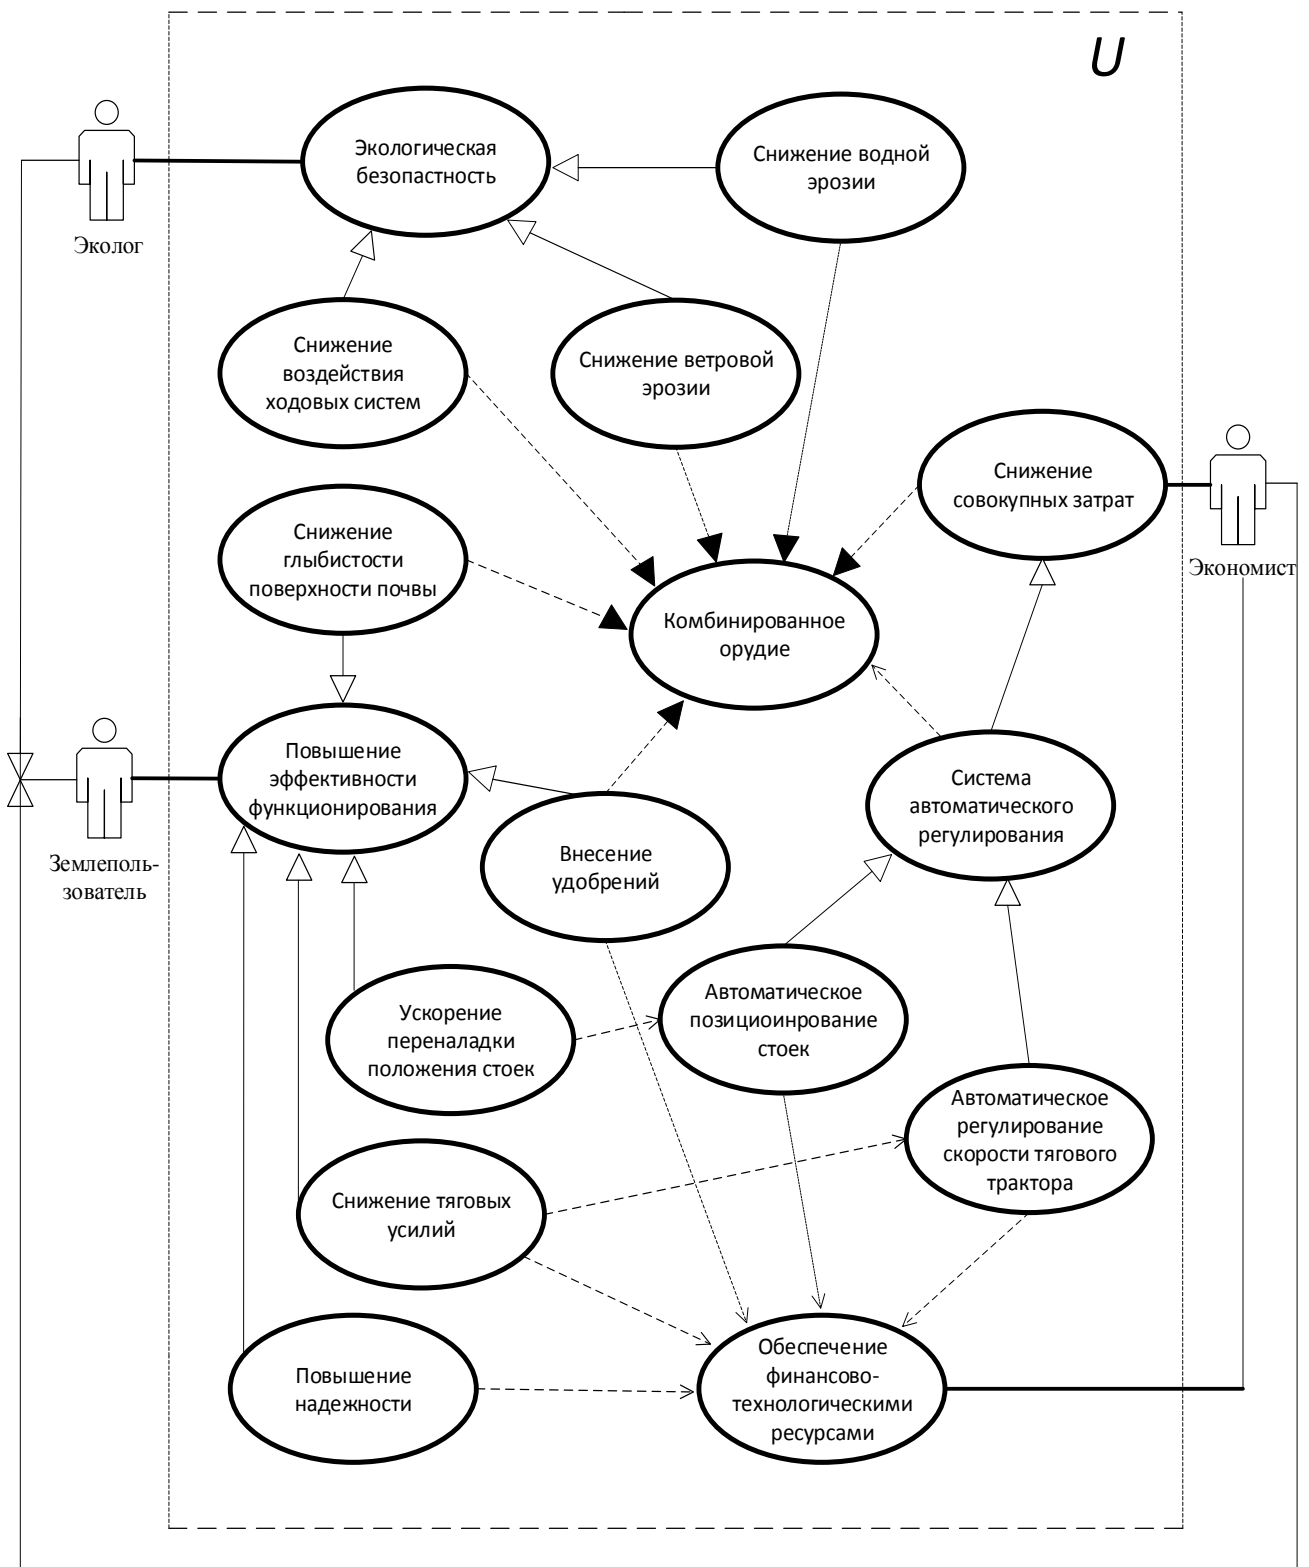 U
Экологическая
безопастность
Снижение водной
эрозии
Эколог
Снижение
воздействия
ходовых систем
Снижение ветровой
эрозии
Снижение
совокупных затрат
Экономист
Снижение
глыбистости
поверхности почвы
Комбинированное
орудие
Повышение
эффективности
функционирования
Система
автоматического
регулирования
Землеполь-
зователь
Внесение
удобрений
Ускорение
переналадки
положения стоек
Автоматическое
позициоинрование
стоек
Автоматическое
регулирование
скорости тягового
трактора
Снижение тяговых
усилий
Повышение
надежности
Обеспечение
финансово-
технологическими
ресурсами